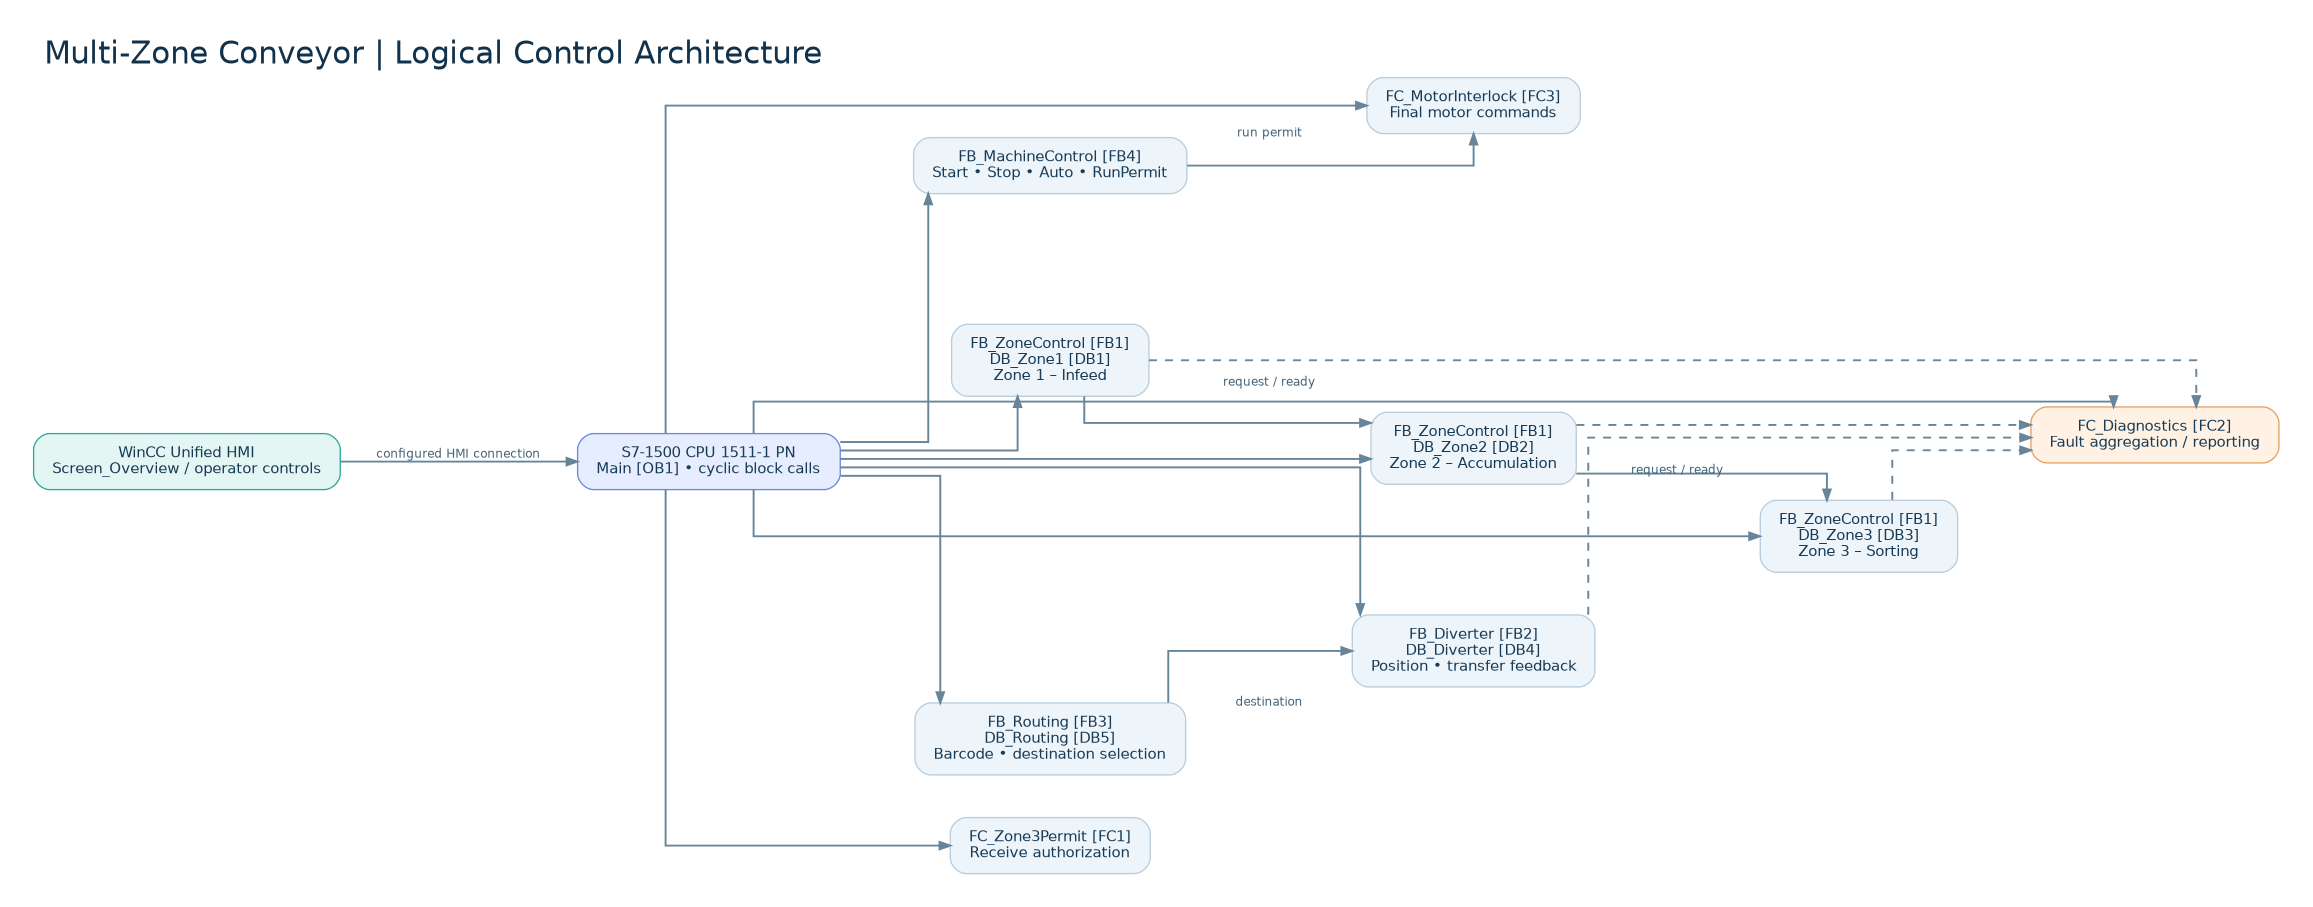 Multi-Zone Conveyor | Logical Control Architecture
FC_MotorInterlock [FC3]
Final motor commands
run permit
FB_MachineControl [FB4]
Start • Stop • Auto • RunPermit
FB_ZoneControl [FB1]
DB_Zone1 [DB1]
Zone 1 – Infeed
request / ready
FB_ZoneControl [FB1]
DB_Zone2 [DB2]
Zone 2 – Accumulation
FC_Diagnostics [FC2]
Fault aggregation / reporting
WinCC Unified HMI
Screen_Overview / operator controls
configured HMI connection
S7-1500 CPU 1511-1 PN
Main [OB1] • cyclic block calls
request / ready
FB_ZoneControl [FB1]
DB_Zone3 [DB3]
Zone 3 – Sorting
FB_Diverter [FB2]
DB_Diverter [DB4]
Position • transfer feedback
destination
FB_Routing [FB3]
DB_Routing [DB5]
Barcode • destination selection
FC_Zone3Permit [FC1]
Receive authorization